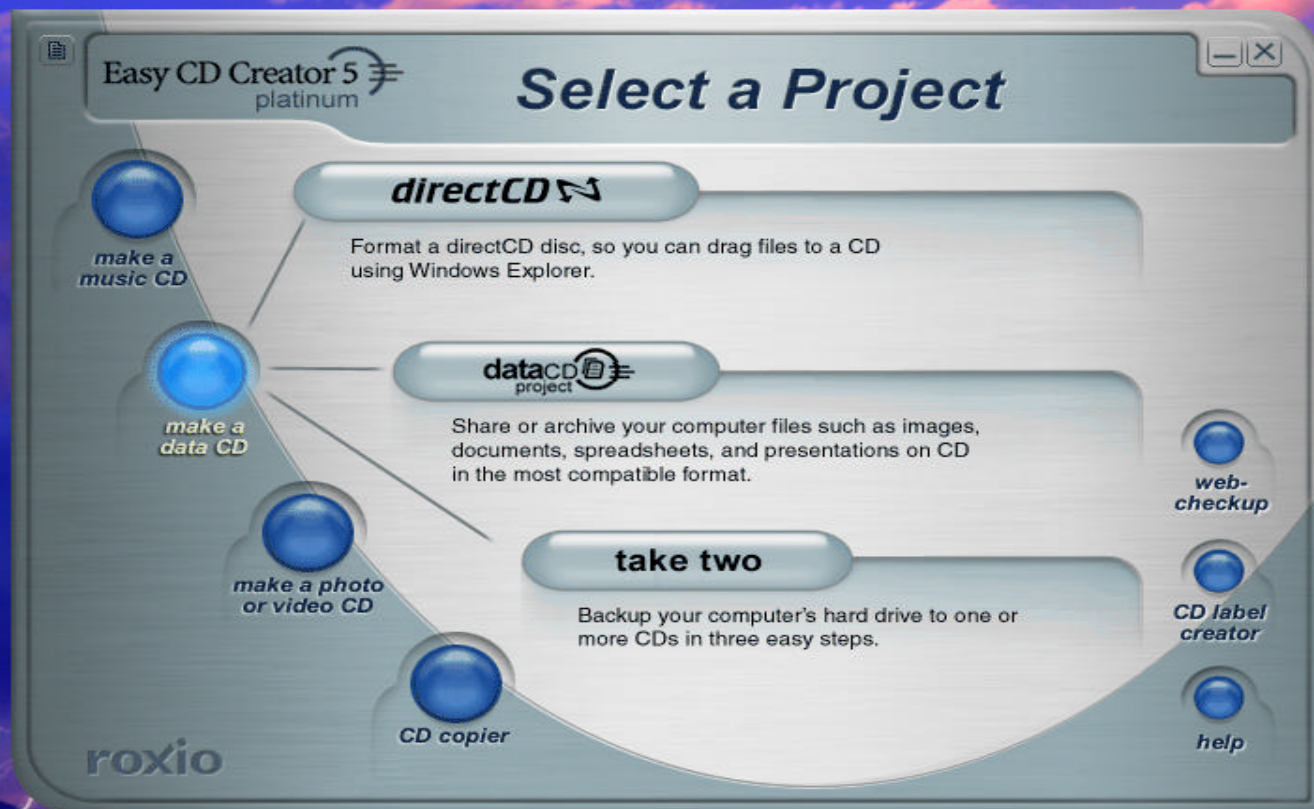 Easy CD Creator 5
platinum
Select a Project
make a
music CD
directCD
Format a directCD disc, so you can drag files to a CD
using Windows Explorer.
make a
data CD
dataCD
project
Share or archive your computer files such as images,
documents, spreadsheets, and presentations on CD
in the most compatible format.
make a photo
or video CD
take two
Backup your computer's hard drive to one or
more CDs in three easy steps.
CD copier
web-
checkup
CD label
creator
help
roxio